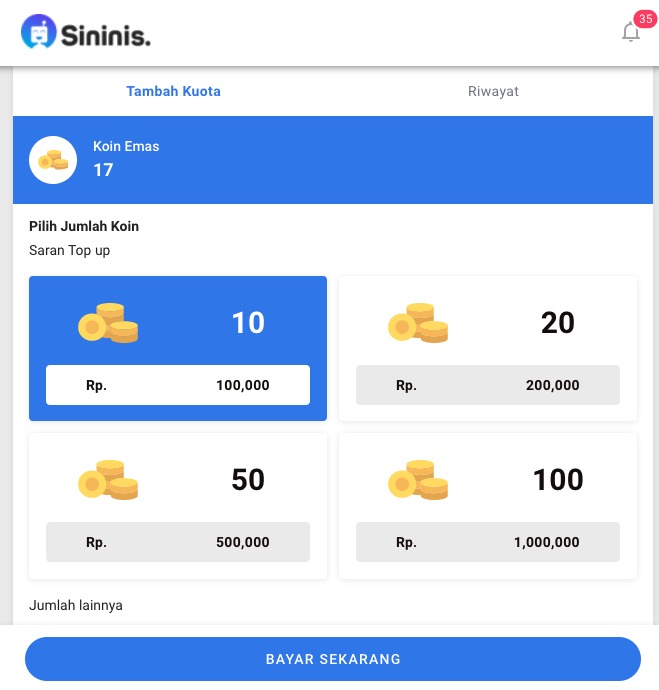 Sininis.
35
Tambah Kuota
Riwayat
Koin Emas
17
Pilih Jumlah Koin
Saran Top up
10
Rp. 100,000
20
Rp. 200,000
50
Rp. 500,000
100
Rp. 1,000,000
Jumlah lainnya
BAYAR SEKARANG